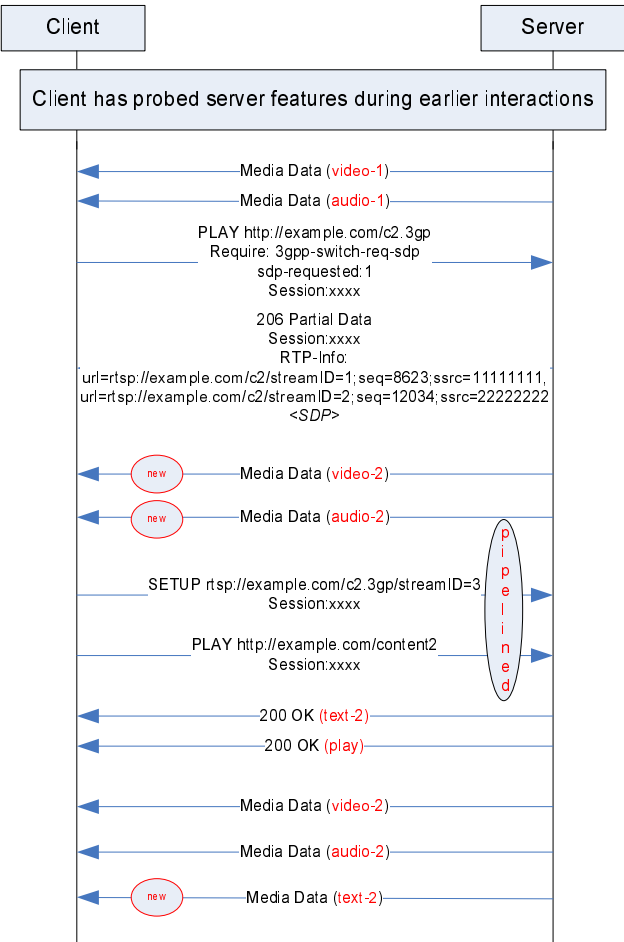 Client
Server
Client has probed server features during earlier interactions
Media Data (video-1)
Media Data (audio-1)
PLAY http://example.com/c2.3gp
Require: 3gpp-switch-req-sdp
sdp-requested:1
Session:xxxx
206 Partial Data
Session:xxxx
RTP-Info:
url=rtsp://example.com/c2/streamID=1;seq=8623;ssrc=11111111,
url=rtsp://example.com/c2/streamID=2;seq=12034;ssrc=22222222
<SDP>
new
Media Data (video-2)
new
Media Data (audio-2)
pipelined
SETUP rtsp://example.com/c2.3gp/streamID=3
Session:xxxx
PLAY http://example.com/content2
Session:xxxx
200 OK (text-2)
200 OK (play)
Media Data (video-2)
Media Data (audio-2)
new
Media Data (text-2)